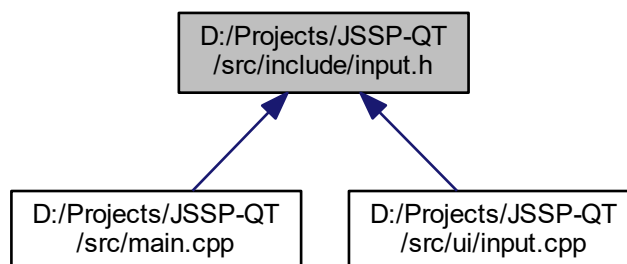 D:/Projects/JSSP-QT
/src/include/input.h
D:/Projects/JSSP-QT
/src/main.cpp
D:/Projects/JSSP-QT
/src/ui/input.cpp